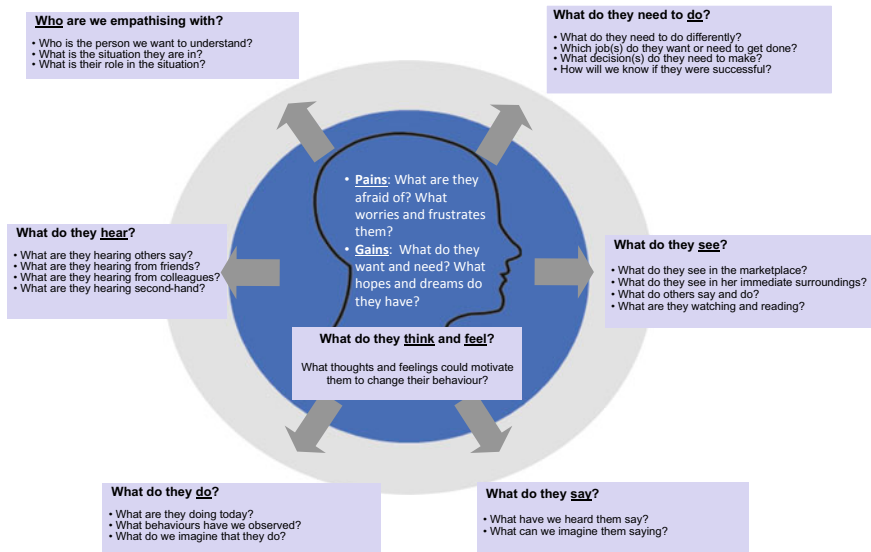 Who are we empathising with?
• Who is the person we want to understand?
• What is the situation they are in?
• What is their role in the situation?
What do they need to do?
• What do they need to do differently?
• Which job(s) do they want or need to get done?
• What decision(s) do they need to make?
• How will we know if they were successful?
• Pains: What are they
afraid of? What
worries and frustrates
them?
• Gains: What do they
want and need? What
hopes and dreams do
they have?
What do they hear?
• What are they hearing others say?
• What are they hearing from friends?
• What are they hearing from colleagues?
• What are they hearing second-hand?
What do they see?
• What do they see in the marketplace?
• What do they see in her immediate surroundings?
• What do others say and do?
• What are they watching and reading?
What do they think and feel?
What thoughts and feelings could motivate
them to change their behaviour?
What do they do?
• What are they doing today?
• What behaviours have we observed?
• What do we imagine that they do?
What do they say?
• What have we heard them say?
• What can we imagine them saying?